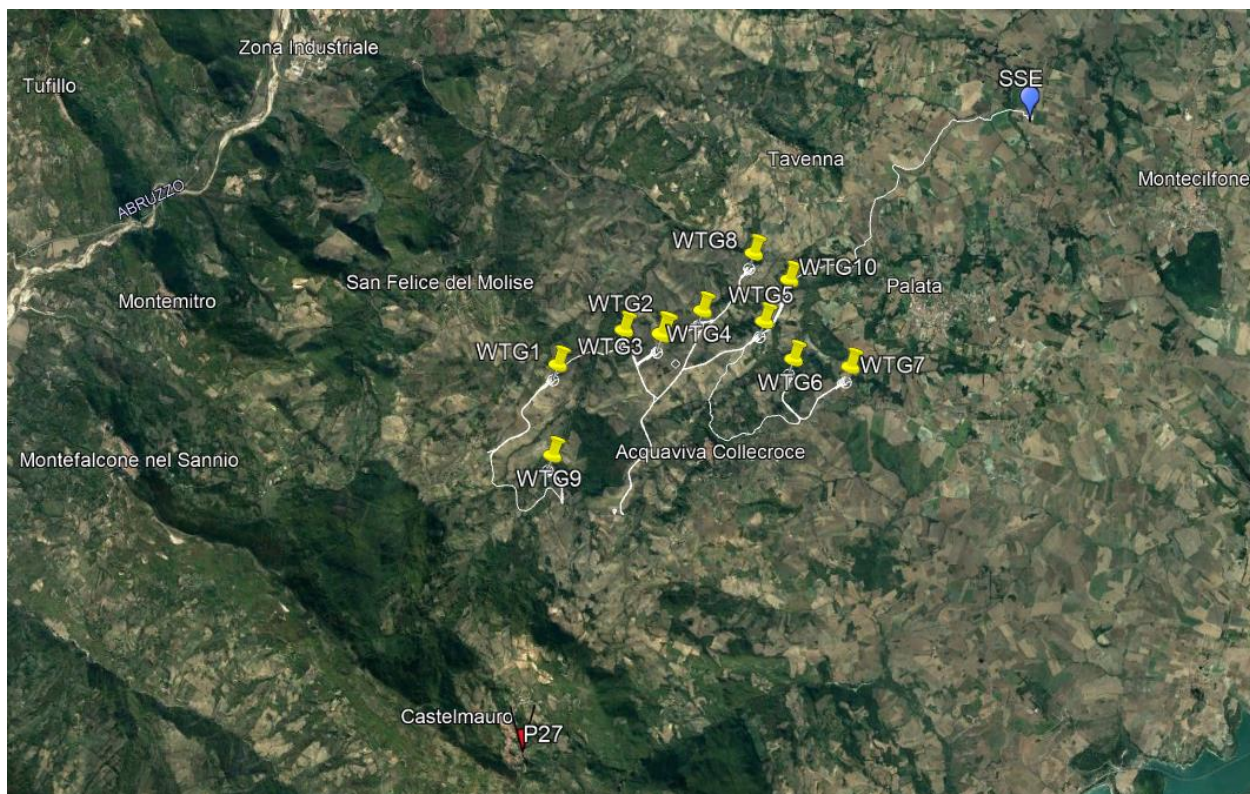 Zona Industriale
Tufillo
SSE
Tavenna
Montecilfone
ABRUZZO
WTG8
WTG10
San Felice del Molise
Montemitro
Palata
WTG2
WTG5
WTG3
WTG4
WTG1
WTG7
WTG6
Acquaviva Collecroce
Montefalcone nel Sannio
WTG9
Castelmauro
P27